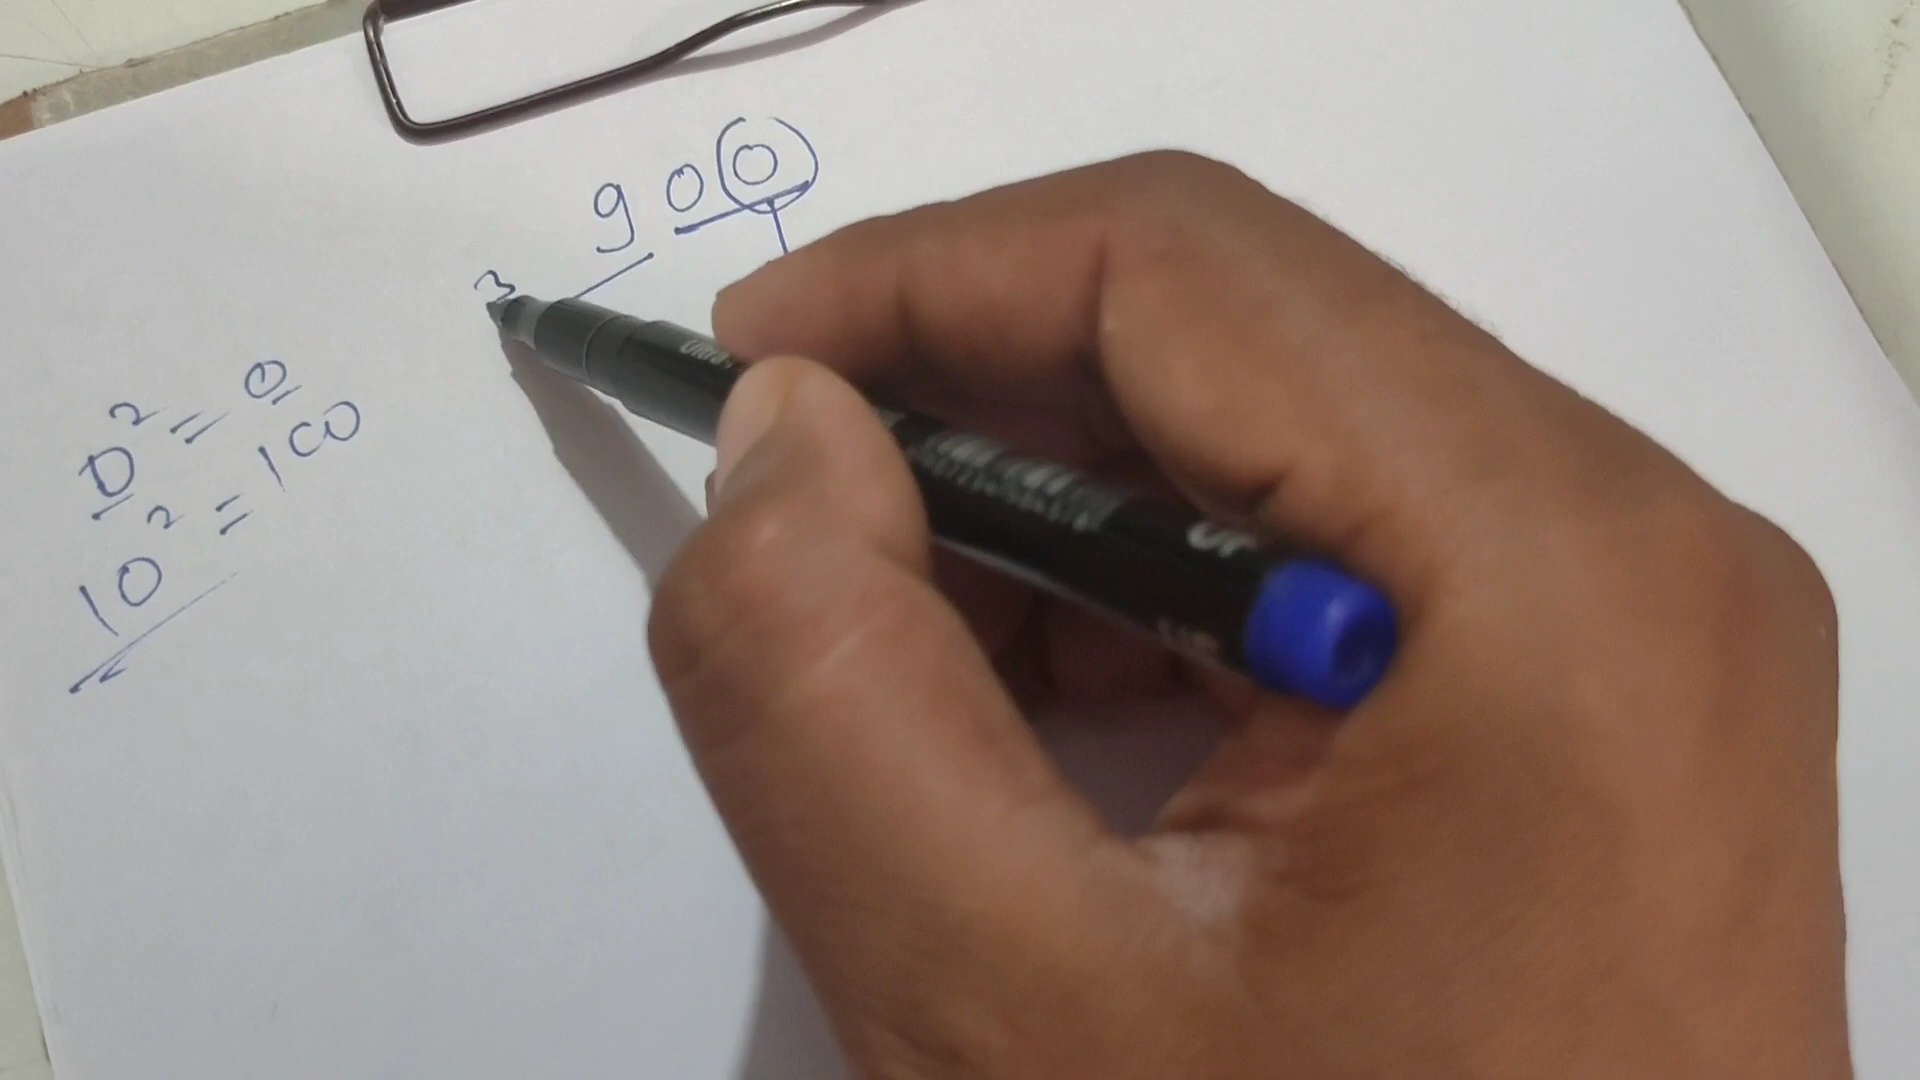 900
3
0² = 0
10² = 100